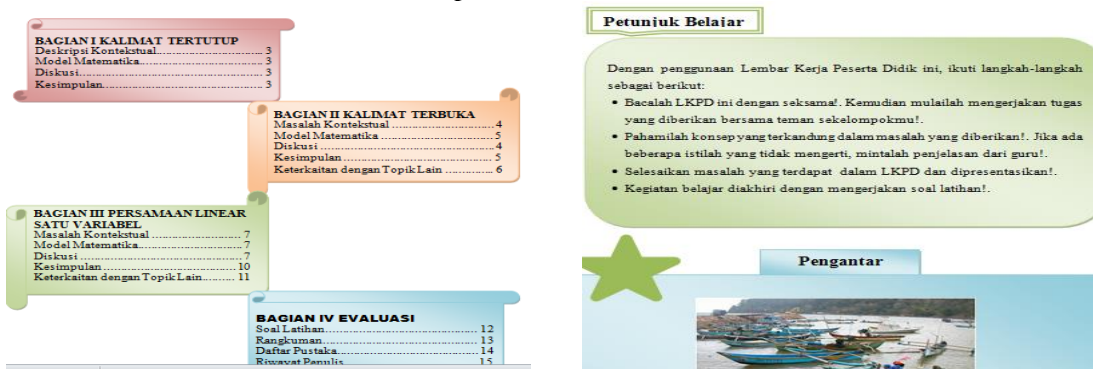 BAGIAN I KALIMAT TERTUTUP
Deskripsi Kontekstual.................................. 3
Model Matematika...................................... 3
Diskusi........................................................ 3
Kesimpulan.................................................. 3
BAGIAN II KALIMAT TERBUKA
Masalah Kontekstual .................................4
Model Matematika .....................................5
Diskusi .......................................................4
Kesimpulan.................................................5
Keterkaitan dengan Topik Lain ............... 6
BAGIAN III PERSAMAAN LINEAR
SATU VARIABEL
Masalah Kontekstual ............................. 7
Model Matematika.................................. 7
Diskusi .................................................... 7
Kesimpulan ........................................... 10
Keterkaitan dengan Topik Lain.......... 11
BAGIAN IV EVALUASI
Soal Latihan............................................. 12
Rangkuman.............................................. 13
Daftar Pustaka.......................................... 14
Riwayat Penulis........................................ 15
Petunjuk Belajar
Dengan penggunaan Lembar Kerja Peserta Didik ini, ikuti langkah-langkah
sebagai berikut:
• Bacalah LKPD ini dengan seksama!. Kemudian mulailah mengerjakan tugas
yang diberikan bersama teman sekelompokmu!.
• Pahamilah konsep yang terkandung dalam masalah yang diberikan!. Jika ada
beberapa istilah yang tidak mengerti, mintalah penjelasan dari guru!.
• Selesaikan masalah yang terdapat dalam LKPD dan dipresentasikan!.
• Kegiatan belajar diakhiri dengan mengerjakan soal latihan!.
Pengantar